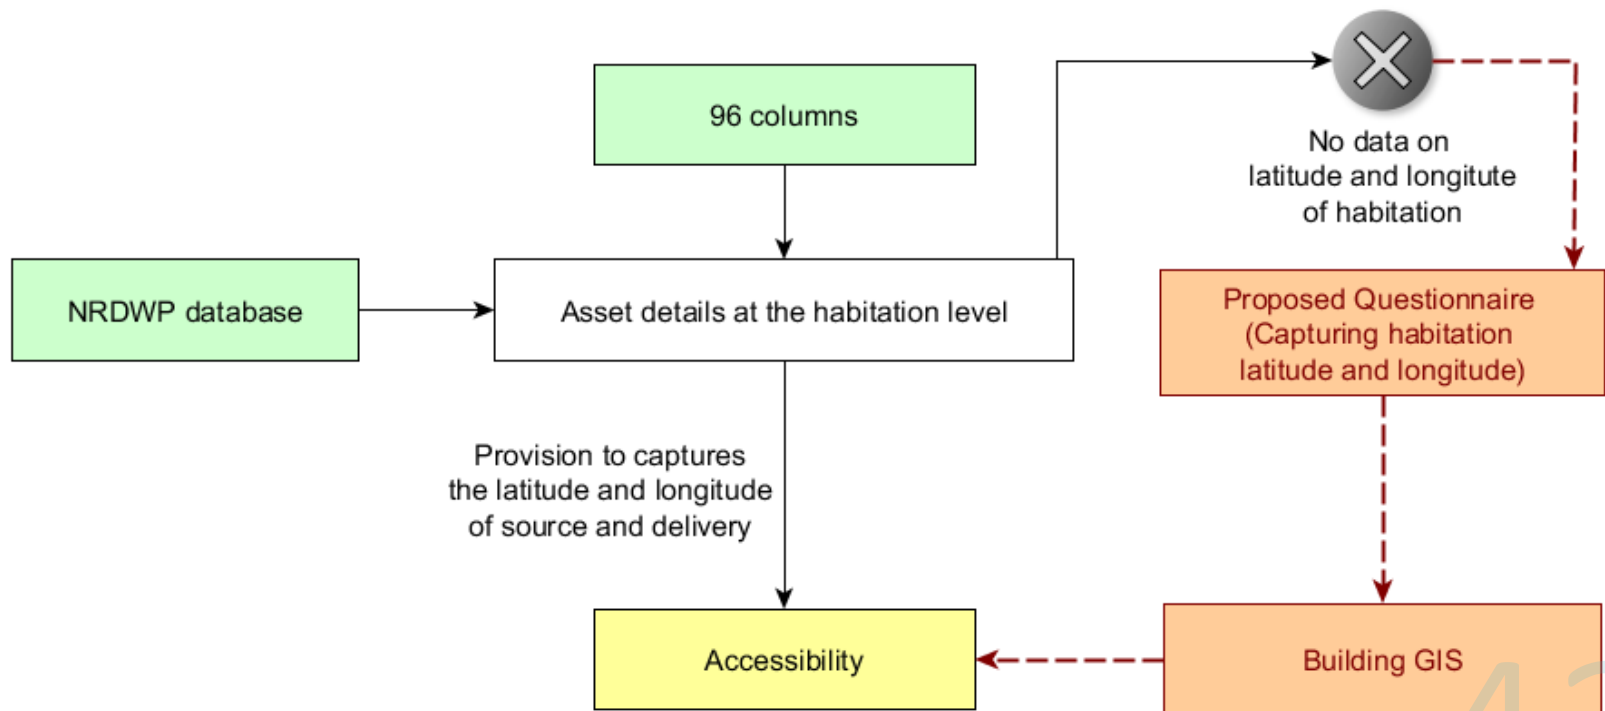 96 columns
No data on
latitude and longitute
of habitation
NRDWP database
Asset details at the habitation level
Proposed Questionnaire
(Capturing habitation
latitude and longitude)
Provision to captures
the latitude and longitude
of source and delivery
Accessibility
Building GIS